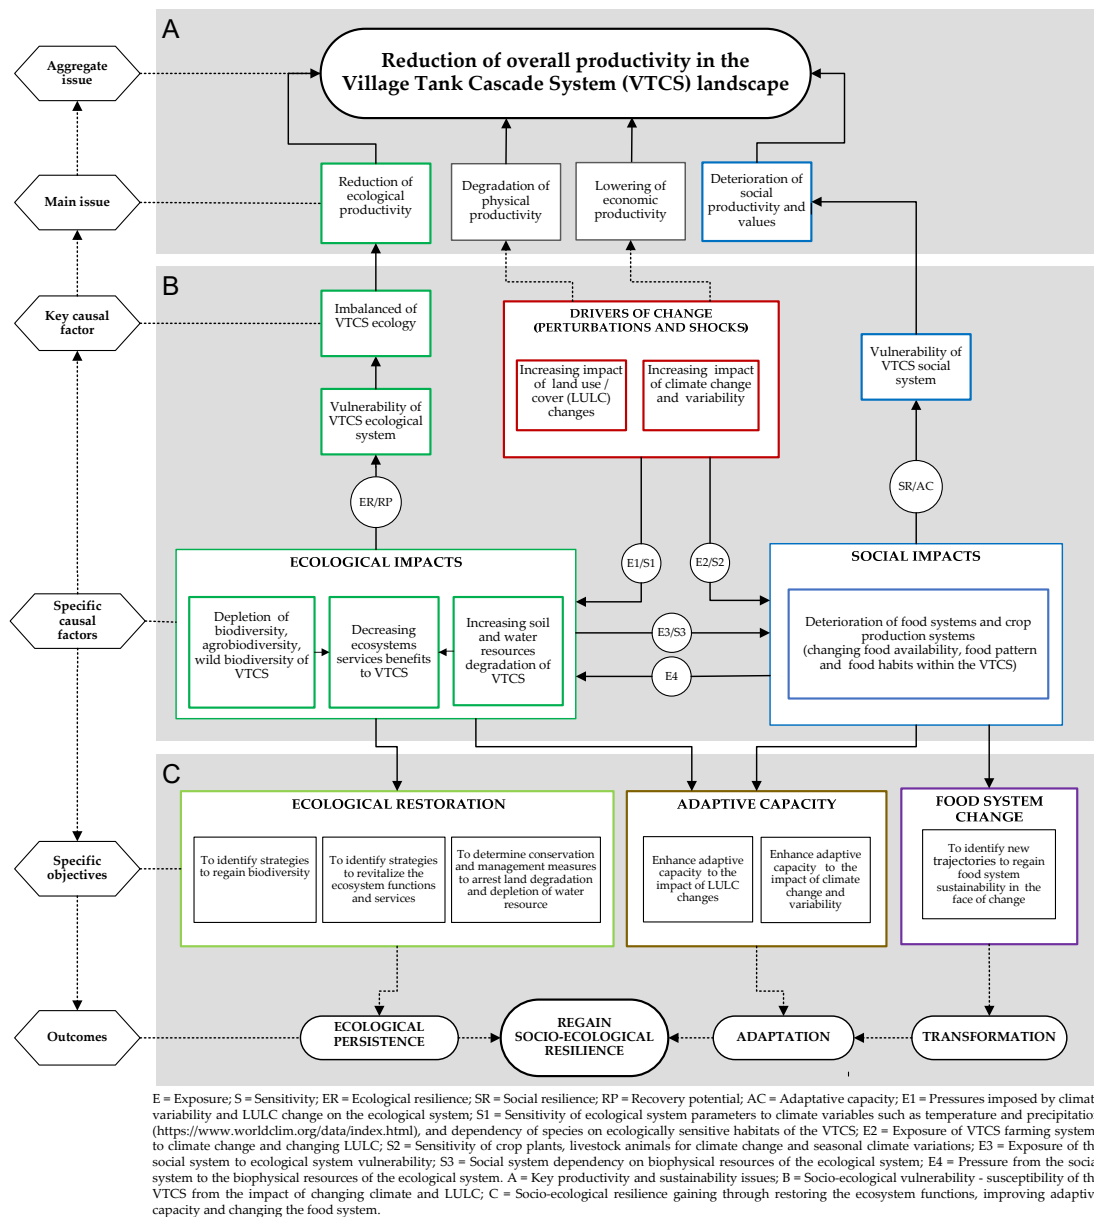 A
Aggregate
issue
Reduction of overall productivity in the
Village Tank Cascade System (VTCS) landscape
Main issue
Reduction of
ecological
productivity
Degradation of
physical
productivity
Lowering of
economic
productivity
Deterioration of
social
productivity and
values
B
Key causal
factor
Imbalanced of
VTCS ecology
DRIVERS OF CHANGE
(PERTURBATIONS AND SHOCKS)
Increasing impact
of land use /
cover (LULC)
changes
Increasing impact
of climate change
and variability
Vulnerability of
VTCS social
system
Vulnerability of
VTCS ecological
system
ER/RP
SR/AC
E1/S1
E2/S2
Specific
causal
factors
ECOLOGICAL IMPACTS
Depletion of
biodiversity,
agrobiodiversity,
wild biodiversity of
VTCS
Decreasing
ecosystems
services benefits
to VTCS
Increasing soil
and water
resources
degradation of
VTCS
E3/S3
E4
SOCIAL IMPACTS
Deterioration of food systems and crop
production systems
(changing food availability, food pattern
and food habits within the VTCS)
C
Specific
objectives
ECOLOGICAL RESTORATION
To identify strategies
to regain biodiversity
To identify strategies
to revitalize the
ecosystem functions
and services
To determine conservation
and management measures
to arrest land degradation
and depletion of water
resource
ADAPTIVE CAPACITY
Enhance adaptive
capacity to the
impact of LULC
changes
Enhance adaptive
capacity to the
impact of climate
change and
variability
FOOD SYSTEM
CHANGE
To identify new
trajectories to regain
food system
sustainability in the
face of change
Outcomes
ECOLOGICAL
PERSISTENCE
REGAIN
SOCIO-ECOLOGICAL
RESILIENCE
ADAPTATION
TRANSFORMATION
E = Exposure; S = Sensitivity; ER = Ecological resilience; SR = Social resilience; RP = Recovery potential; AC = Adaptative capacity; E1 = Pressures imposed by climat
variability and LULC change on the ecological system; S1 = Sensitivity of ecological system parameters to climate variables such as temperature and precipitatio
(https://www.worldclim.org/data/index.html), and dependency of species on ecologically sensitive habitats of the VTCS; E2 = Exposure of VTCS farming system
to climate change and changing LULC; S2 = Sensitivity of crop plants, livestock animals for climate change and seasonal climate variations; E3 = Exposure of th
social system to ecological system vulnerability; S3 = Social system dependency on biophysical resources of the ecological system; E4 = Pressure from the socia
system to the biophysical resources of the ecological system. A = Key productivity and sustainability issues; B = Socio-ecological vulnerability - susceptibility of th
VTCS from the impact of changing climate and LULC; C = Socio-ecological resilience gaining through restoring the ecosystem functions, improving adaptiv
capacity and changing the food system.